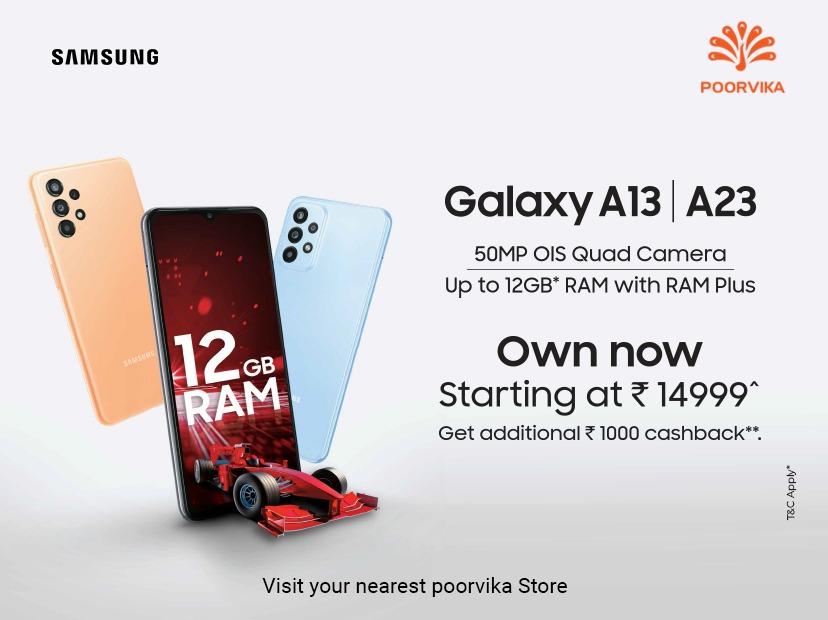 SAMSUNG
POORVIKA
Galaxy A13 | A23
50MP OIS Quad Camera
Up to 12GB* RAM with RAM Plus
SAMSUNG
12 GB
RAM
Own now
Starting at ₹ 14999^
Get additional ₹ 1000 cashback**.
T&C Apply*
Visit your nearest poorvika Store